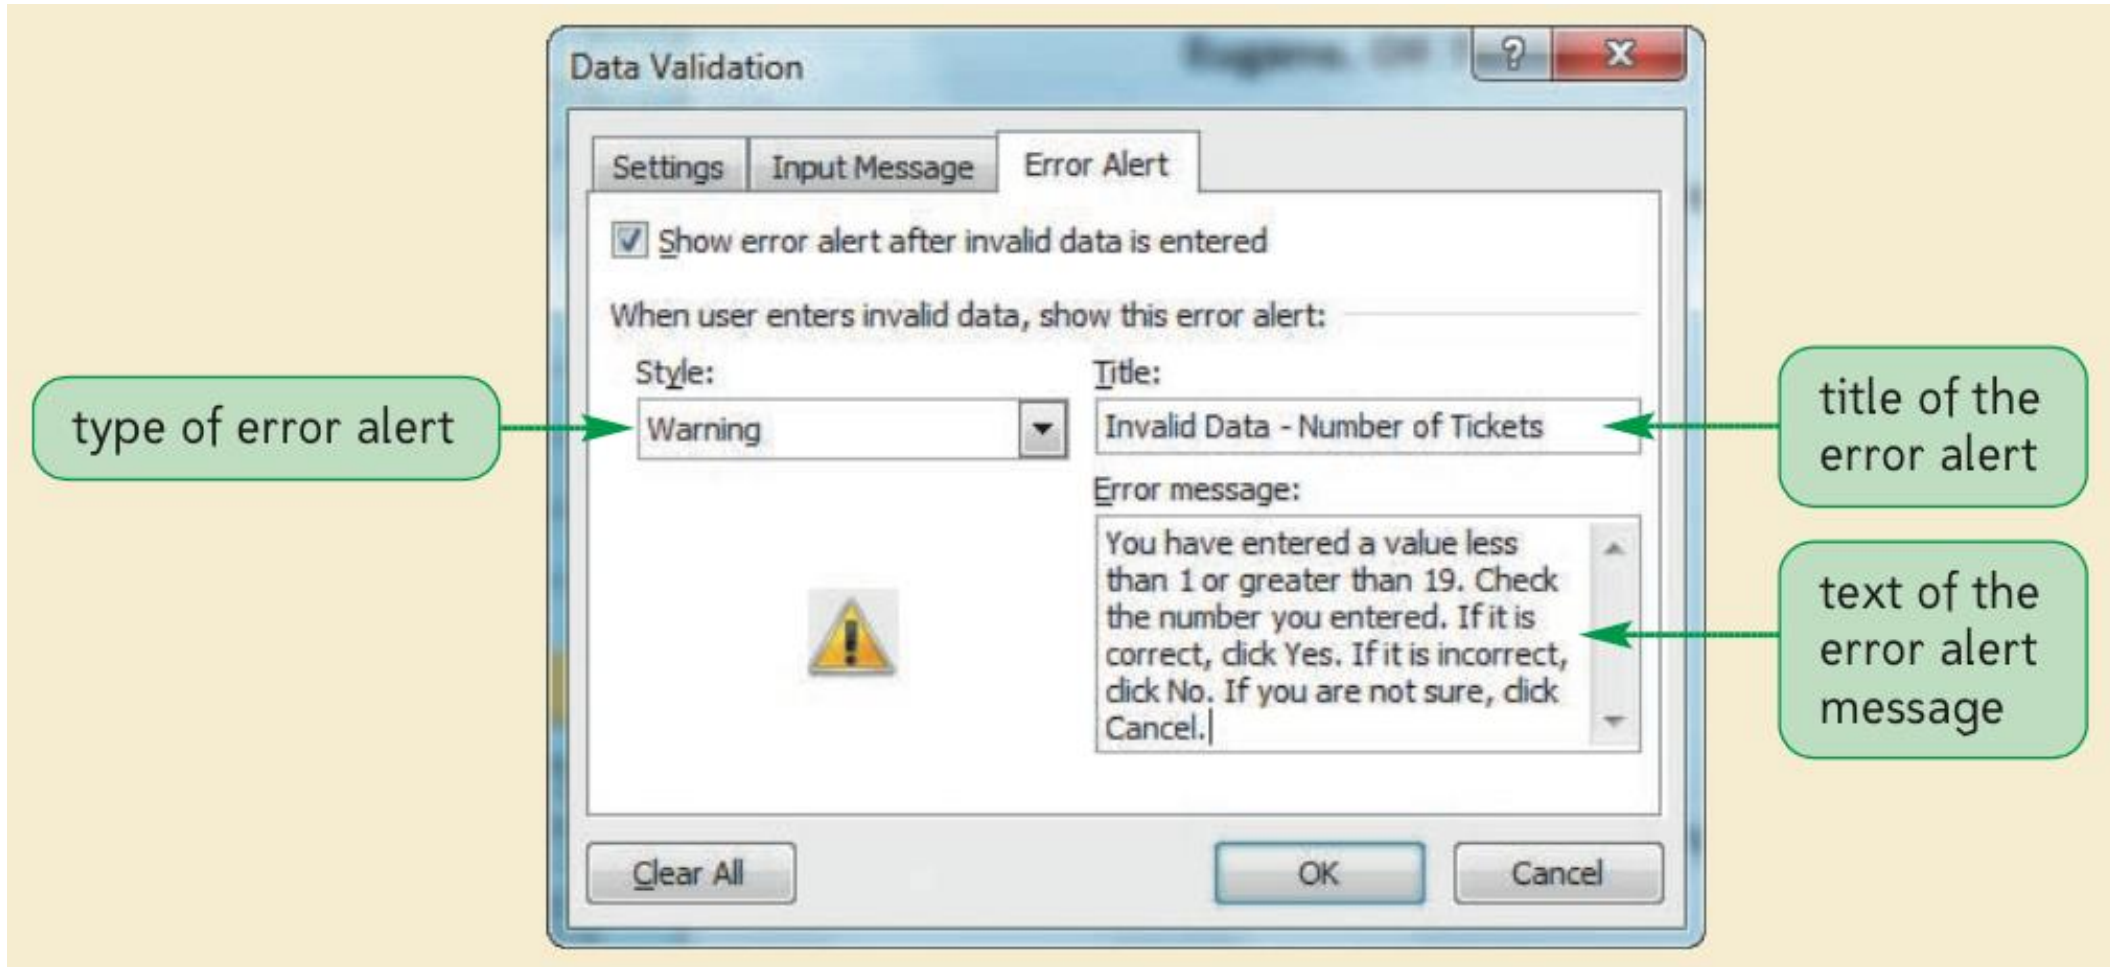 Data Validation
Settings
Input Message
Error Alert
Show error alert after invalid data is entered
When user enters invalid data, show this error alert:
Style:
Title:
type of error alert
Warning
Invalid Data - Number of Tickets
title of the
error alert
Error message:
You have entered a value less
than 1 or greater than 19. Check
the number you entered. If it is
correct, click Yes. If it is incorrect,
click No. If you are not sure, click
Cancel.
text of the
error alert
message
Clear All
OK
Cancel